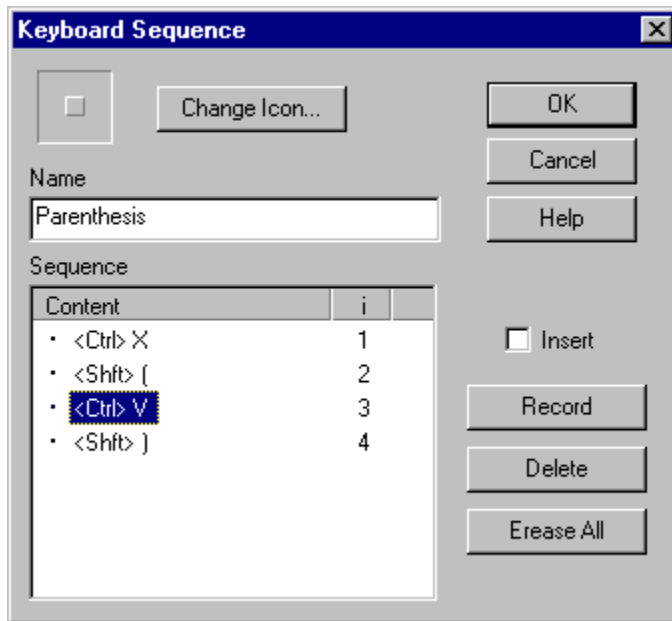 Keyboard Sequence
Change Icon...
OK
Cancel
Name
Parenthesis
Help
Sequence
Content i
<Ctrl> X 1
Insert
<Shft> ( 2
<Ctrl> V 3
Record
<Shft> ) 4
Delete
Erease All